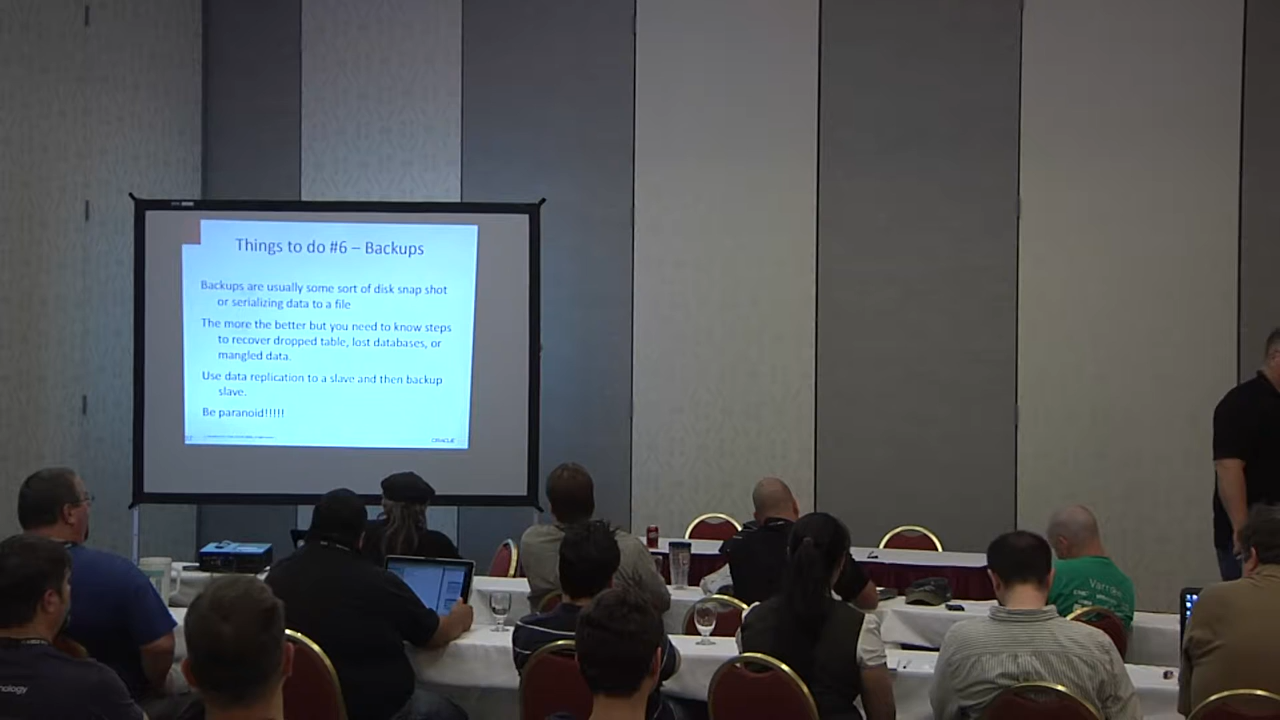 Things to do #6 – Backups
Backups are usually some sort of disk snap shot
or serializing data to a file
The more the better but you need to know steps
to recover dropped table, lost databases, or
mangled data.
Use data replication to a slave and then backup
slave.
Be paranoid!!!!!
ORACLE
nology